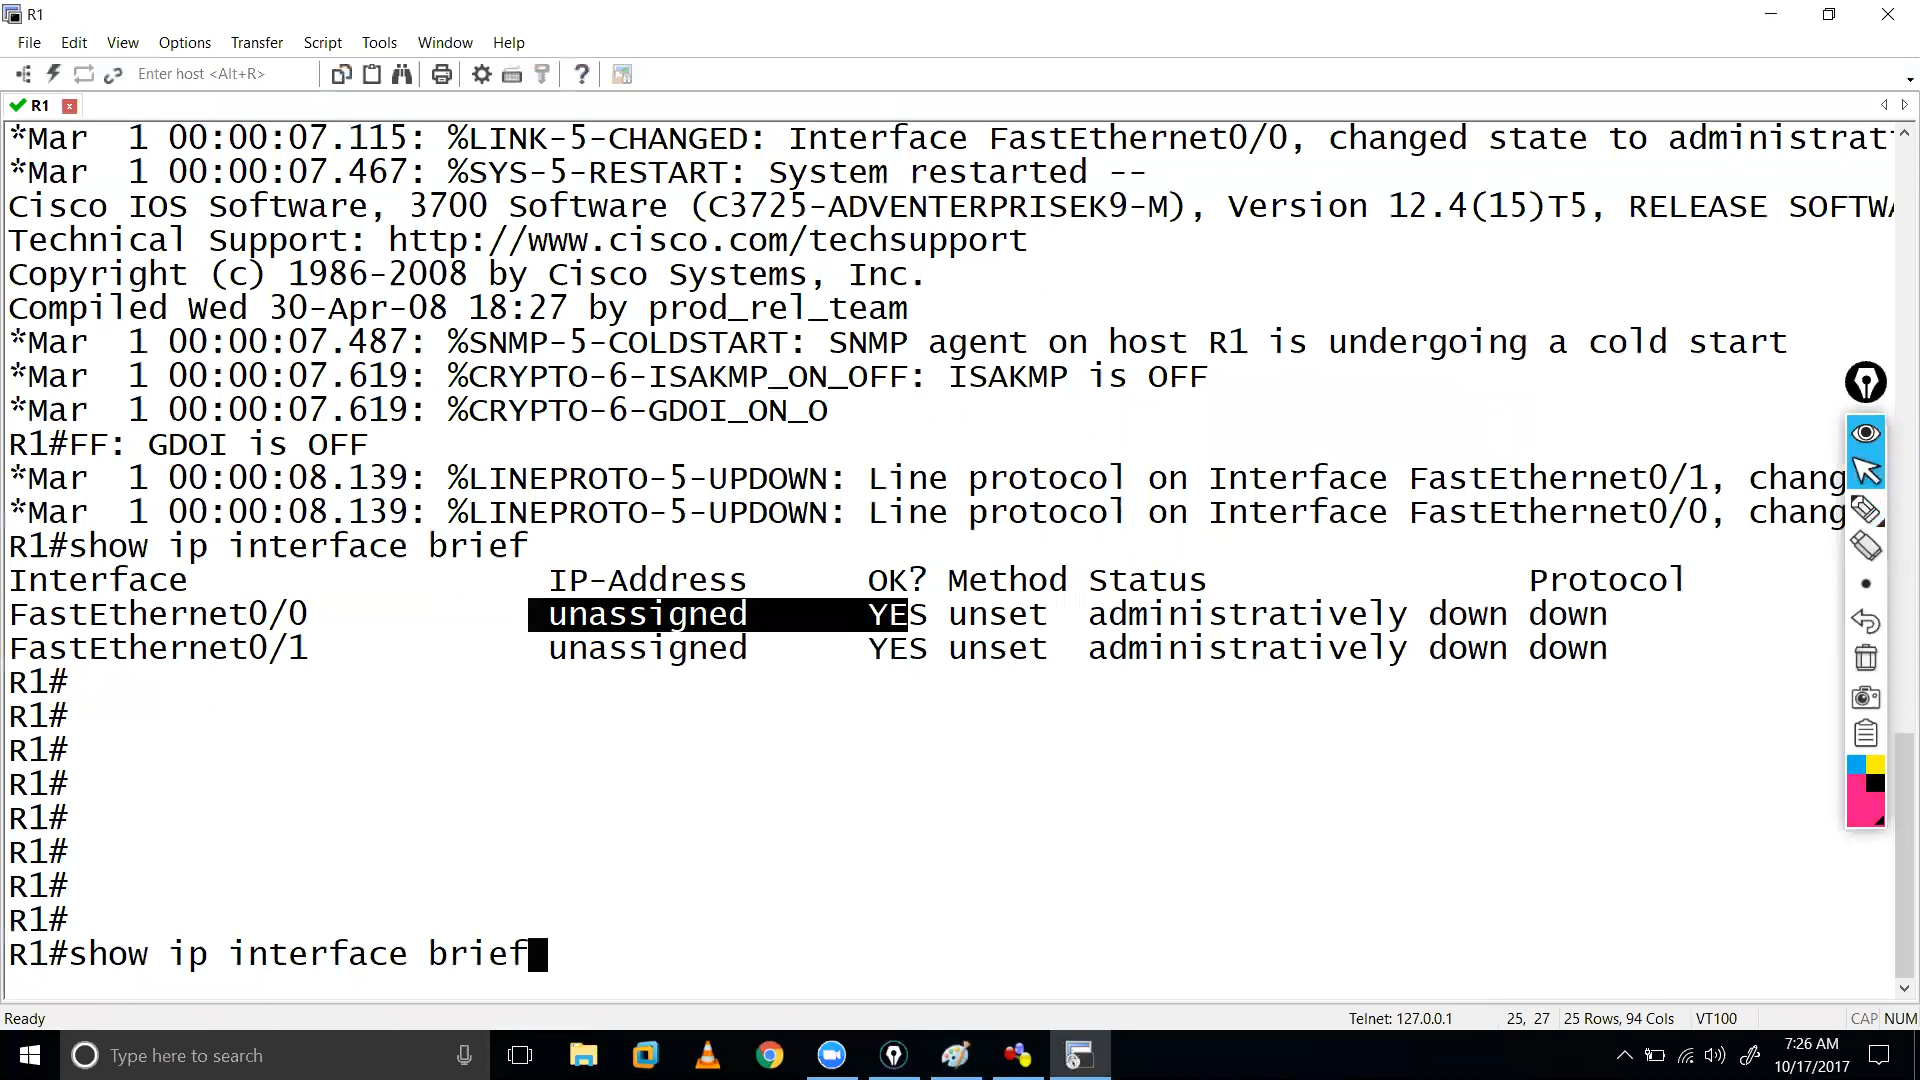 R1
File Edit View Options Transfer Script Tools Window Help
Enter host <Alt+R>
R1
*Mar  1 00:00:07.115: %LINK-5-CHANGED: Interface FastEthernet0/0, changed state to administrat
*Mar  1 00:00:07.467: %SYS-5-RESTART: System restarted --
Cisco IOS Software, 3700 Software (C3725-ADVENTERPRISEK9-M), Version 12.4(15)T5, RELEASE SOFTWA
Technical Support: http://www.cisco.com/techsupport
Copyright (c) 1986-2008 by Cisco Systems, Inc.
Compiled Wed 30-Apr-08 18:27 by prod_rel_team
*Mar  1 00:00:07.487: %SNMP-5-COLDSTART: SNMP agent on host R1 is undergoing a cold start
*Mar  1 00:00:07.619: %CRYPTO-6-ISAKMP_ON_OFF: ISAKMP is OFF
*Mar  1 00:00:07.619: %CRYPTO-6-GDOI_ON_O
R1#FF: GDOI is OFF
*Mar  1 00:00:08.139: %LINEPROTO-5-UPDOWN: Line protocol on Interface FastEthernet0/1, chang
*Mar  1 00:00:08.139: %LINEPROTO-5-UPDOWN: Line protocol on Interface FastEthernet0/0, chang
R1#show ip interface brief
Interface                  IP-Address      OK? Method Status                Protocol
FastEthernet0/0            unassigned      YES unset  administratively down down
FastEthernet0/1            unassigned      YES unset  administratively down down
R1#
R1#
R1#
R1#
R1#
R1#
R1#
R1#
R1#show ip interface brief
Ready Telnet: 127.0.0.1 25, 27 25 Rows, 94 Cols VT100 CAP NUM
Type here to search
7:26 AM
10/17/2017